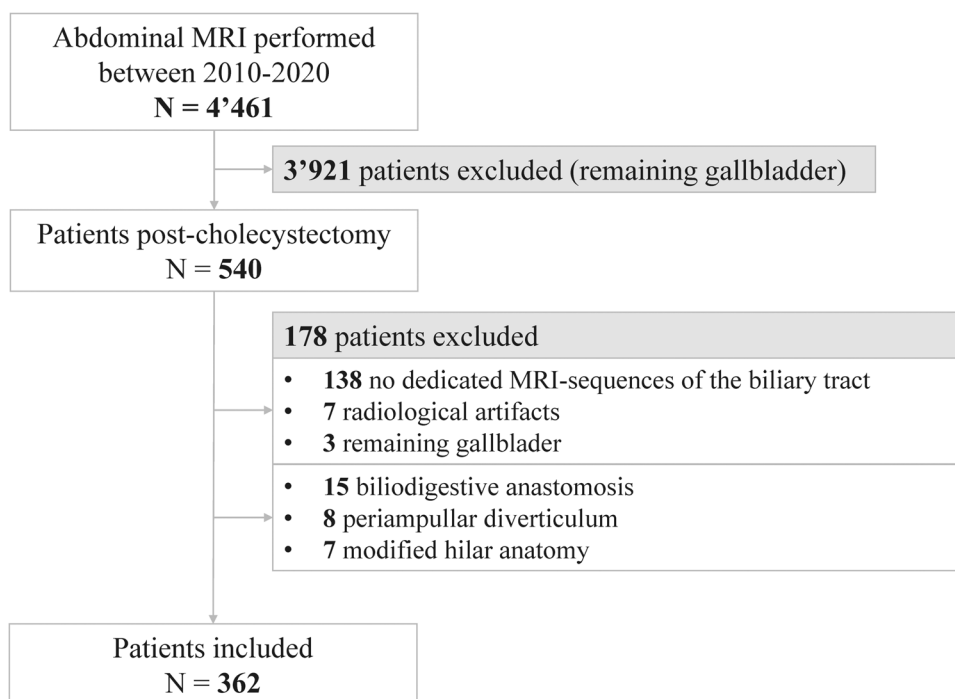 Abdominal MRI performed
between 2010-2020
N = 4’461
3’921 patients excluded (remaining gallbladder)
Patients post-cholecystectomy
N = 540
178 patients excluded
• 138 no dedicated MRI-sequences of the biliary tract
• 7 radiological artifacts
• 3 remaining gallblader
• 15 biliodigestive anastomosis
• 8 periampullar diverticulum
• 7 modified hilar anatomy
Patients included
N = 362